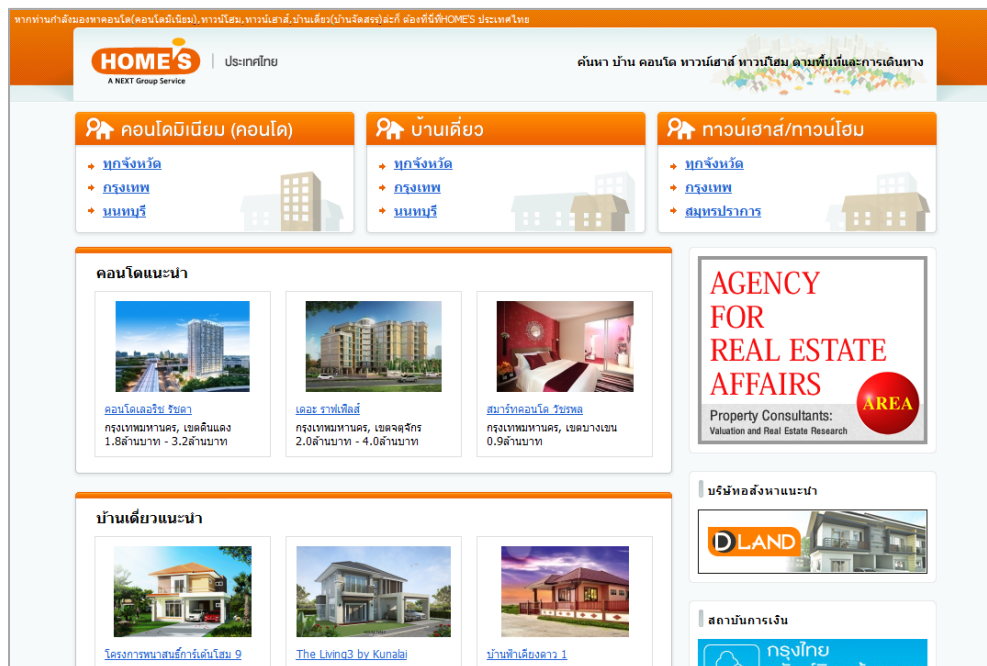 หากท่านกำลังมองหาคอนโด(คอนโดมิเนียม),ทาวน์โฮม,ทาวน์เฮาส์,บ้านเดี่ยว(บ้านจัดสรร)ล่ะก็ ต้องที่นี่ที่HOME'S ประเทศไทย
HOME'S
ประเทศไทย
A NEXT Group Service
ค้นหา บ้าน คอนโด ทาวน์เฮาส์ ทาวน์โฮม ตามพื้นที่และการเดินทาง
คอนโดมิเนียม (คอนโด)
ทุกจังหวัด
กรุงเทพ
นนทบุรี
บ้านเดี่ยว
ทุกจังหวัด
กรุงเทพ
นนทบุรี
ทาวน์เฮาส์/ทาวน์โฮม
ทุกจังหวัด
กรุงเทพ
สมุทรปราการ
คอนโดแนะนำ
คอนโดเลอริช รัชดา
กรุงเทพมหานคร, เขตดินแดง
1.8ล้านบาท - 3.2ล้านบาท
เดอะ ราฟเฟิลส์
กรุงเทพมหานคร, เขตจตุจักร
2.0ล้านบาท - 4.0ล้านบาท
สมาร์ทคอนโด วัชรพล
กรุงเทพมหานคร, เขตบางเขน
0.9ล้านบาท
AGENCY
FOR
REAL ESTATE
AFFAIRS
AREA
Property Consultants:
Valuation and Real Estate Research
บริษัทอสังหาแนะนำ
D LAND
บ้านเดี่ยวแนะนำ
โครงการพนาสนธิ์การ์เด้นโฮม 9
The Living3 by Kunalai
บ้านฟ้าเคียงดาว 1
สถาบันการเงิน
กรุงไทย